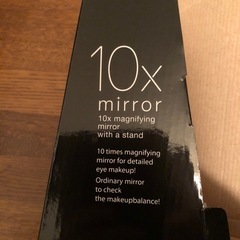 10x
mirror
10x magnifying
mirror
with a stand
10 times magnifying
mirror for detailed
eye makeup!
Ordinary mirror
to check
the makeupbalance!